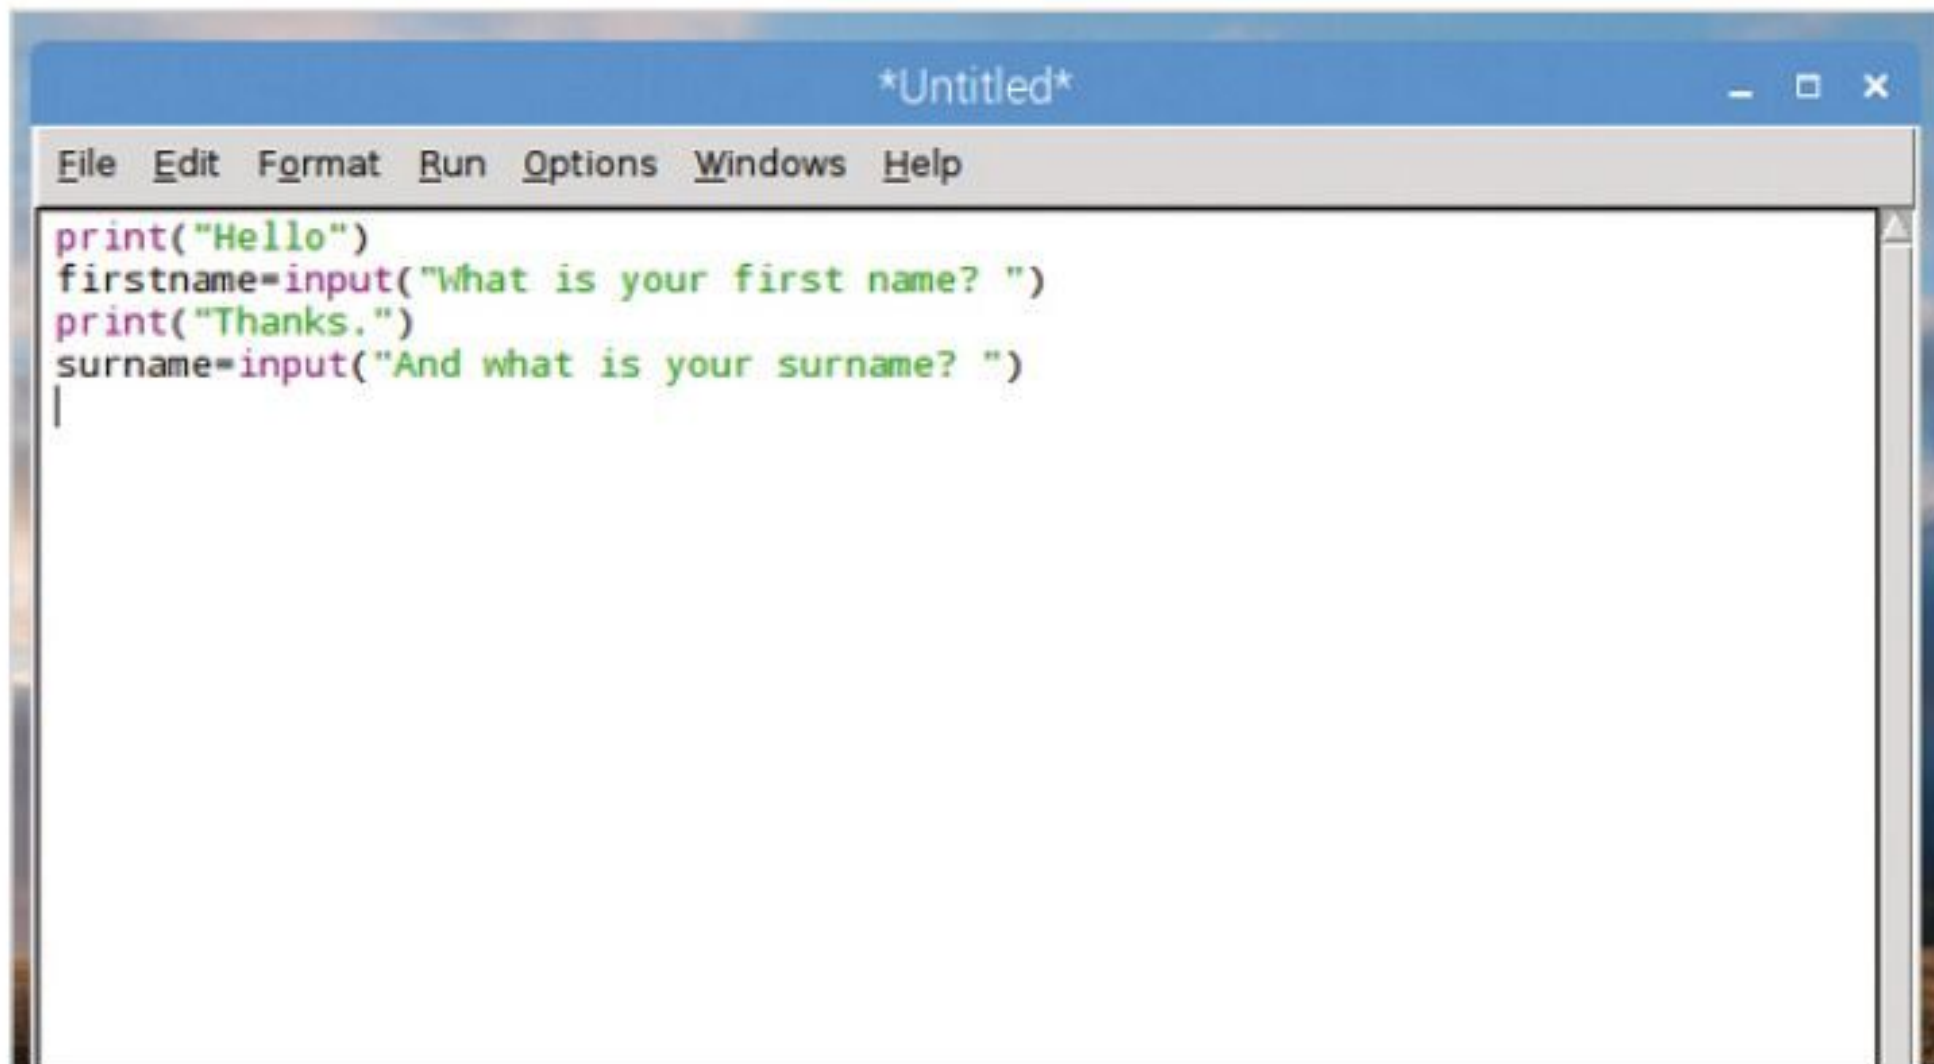 *Untitled*
File Edit Format Run Options Windows Help
print("Hello")
firstname=input("What is your first name? ")
print("Thanks.")
surname=input("And what is your surname? ")